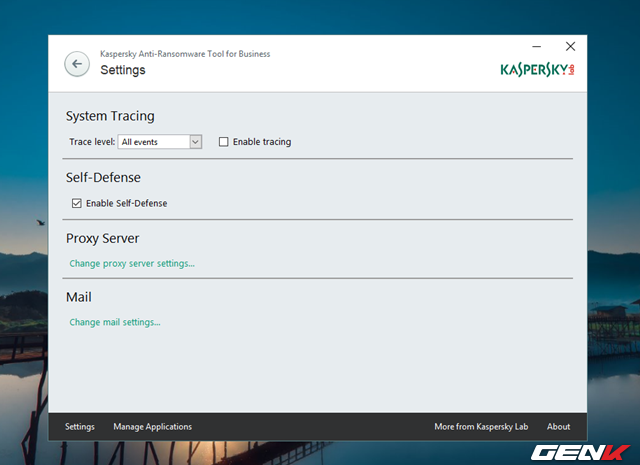 Kaspersky Anti-Ransomware Tool for Business
Settings
KASPERSKY lab
System Tracing
Trace level: All events Enable tracing
Self-Defense
Enable Self-Defense
Proxy Server
Change proxy server settings...
Mail
Change mail settings...
Settings Manage Applications More from Kaspersky Lab About
GENK